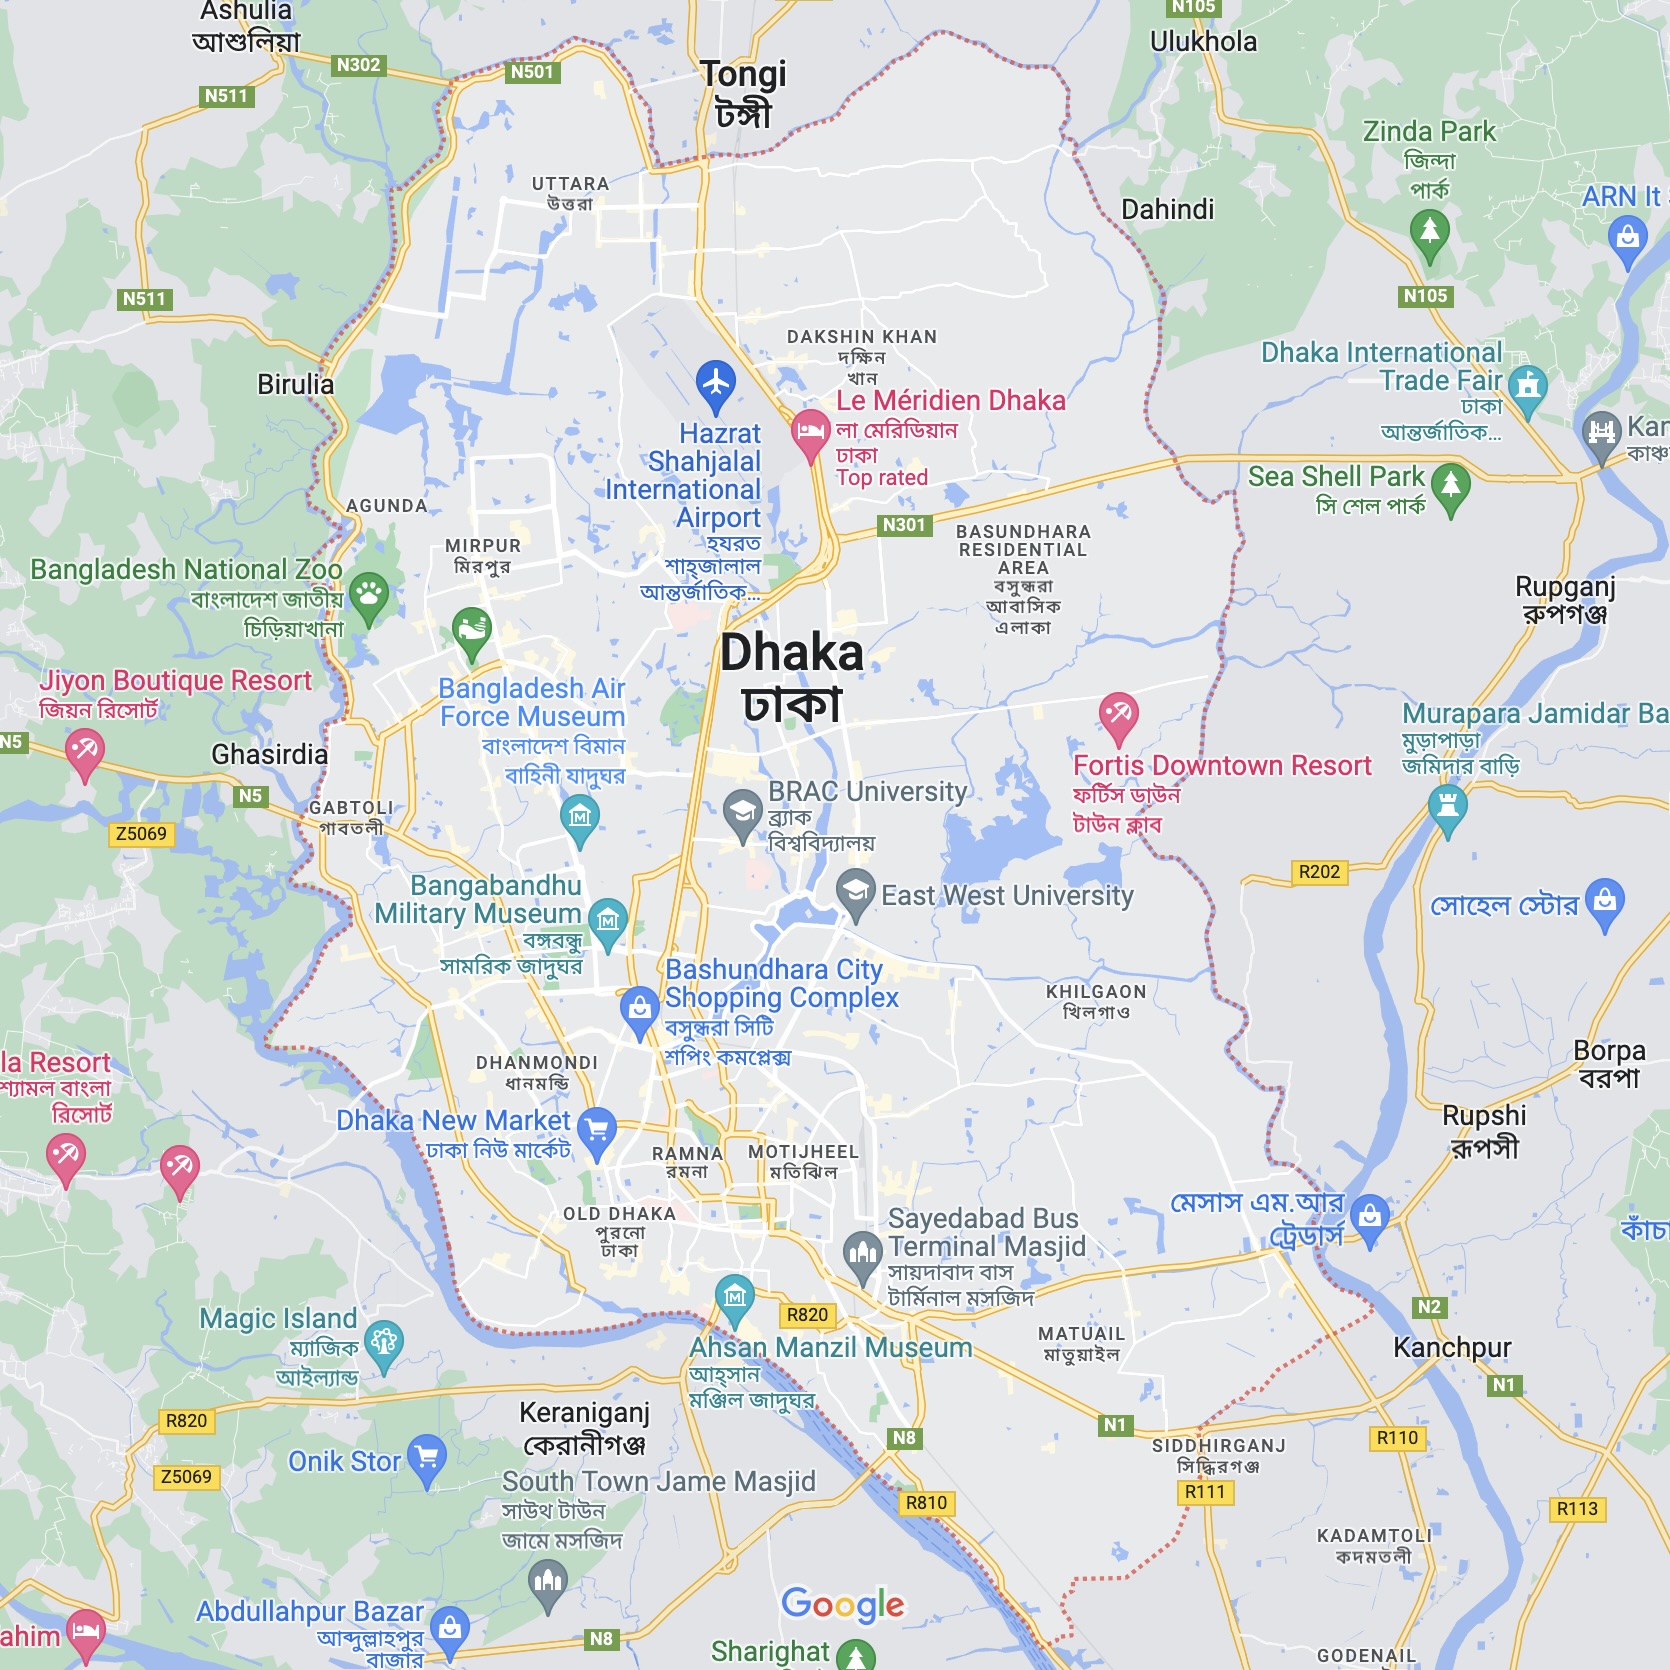 Ashulia
আশুলিয়া
N302
N501
N511
Tongi
টঙ্গী
N105
Ulukhola
Zinda Park
জিন্দা
পার্ক
ARN It
UTTARA
উত্তরা
Dahindi
N511
N105
Birulia
DAKSHIN KHAN
দক্ষিন
খান
Dhaka International
Trade Fair
ঢাকা
আন্তর্জাতিক...
Le Méridien Dhaka
লা মেরিডিয়ান
ঢাকা
Top rated
Hazrat
Shahjalal
International
Airport
হযরত
শাহ্জালাল
আন্তর্জাতিক...
Sea Shell Park
সি শেল পার্ক
AGUNDA
N301
MIRPUR
মিরপুর
BASUNDHARA
RESIDENTIAL
AREA
বসুন্ধরা
আবাসিক
এলাকা
Bangladesh National Zoo
বাংলাদেশ জাতীয়
চিড়িয়াখানা
Rupganj
রুপগঞ্জ
Dhaka
ঢাকা
Jiyon Boutique Resort
জিয়ন রিসোর্ট
Bangladesh Air
Force Museum
বাংলাদেশ বিমান
বাহিনী যাদুঘর
Murapara Jamidar Ba
মুড়াপাড়া
জমিদার বাড়ি
N5
Ghasirdia
N5
Fortis Downtown Resort
ফর্টিস ডাউন
টাউন ক্লাব
GABTOLI
গাবতলী
Z5069
BRAC University
ব্র্যাক
বিশ্ববিদ্যালয়
R202
Bangabandhu
Military Museum
বঙ্গবন্ধু
সামরিক জাদুঘর
East West University
সোহেল স্টোর
Bashundhara City
Shopping Complex
বসুন্ধরা সিটি
শপিং কমপ্লেক্স
KHILGAON
খিলগাও
la Resort
শ্যামল বাংলা
রিসোর্ট
DHANMONDI
ধানমন্ডি
Borpa
বরপা
Dhaka New Market
ঢাকা নিউ মার্কেট
Rupshi
রূপসী
RAMNA
রমনা
MOTIJHEEL
মতিঝিল
OLD DHAKA
পুরনো
ঢাকা
Sayedabad Bus
Terminal Masjid
সায়দাবাদ বাস
টার্মিনাল মসজিদ
মেসাস এম.আর
ট্রেডার্স
Magic Island
ম্যাজিক
আইল্যান্ড
R820
N2
MATUAIL
মাতুয়াইল
Kanchpur
Ahsan Manzil Museum
আহ্সান
মঞ্জিল জাদুঘর
N1
R820
Keraniganj
কেরানীগঞ্জ
N8
N1
R110
Onik Stor
Z5069
SIDDHIRGANJ
সিদ্ধিরগঞ্জ
South Town Jame Masjid
সাউথ টাউন
জামে মসজিদ
R111
R810
R113
KADAMTOLI
কদমতলী
Abdullahpur Bazar
আব্দুল্লাহপুর
বাজার
Google
N8
ahim
Sharighat
GODENAIL